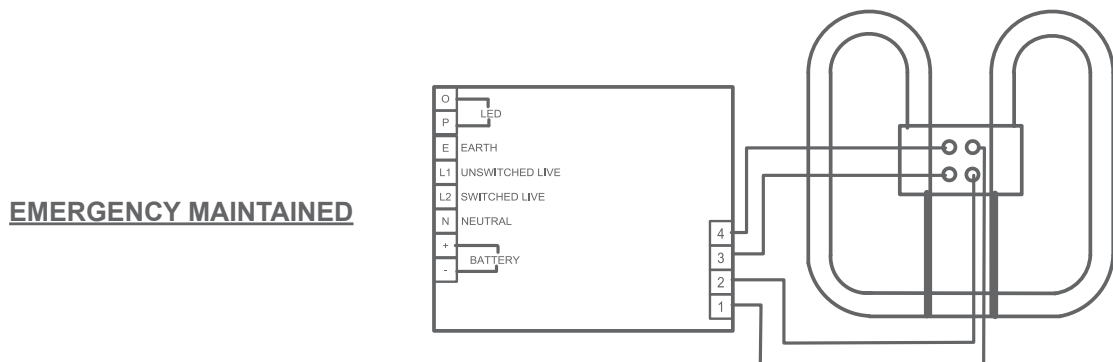 O
LED
P
E EARTH
L1 UNSWITCHED LIVE
L2 SWITCHED LIVE
EMERGENCY MAINTAINED
N NEUTRAL
+
BATTERY
-
4
3
2
1